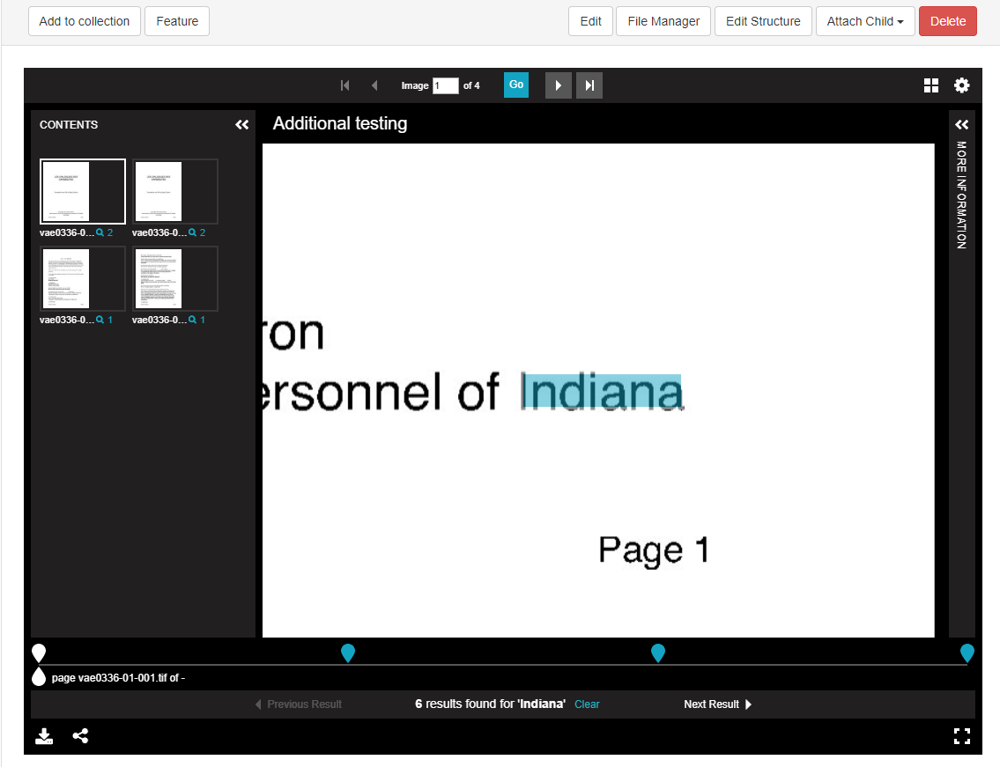 Add to collection
Feature
Edit
File Manager
Edit Structure
Attach Child
Delete
Image 1 of 4
Go
CONTENTS
Additional testing
MORE INFORMATION
vae0336-0... 2
vae0336-0... 2
vae0336-0... 1
vae0336-0... 1
ron
ersonnel of Indiana
Page 1
page vae0336-01-001.tif of -
Previous Result
6 results found for 'Indiana' Clear
Next Result